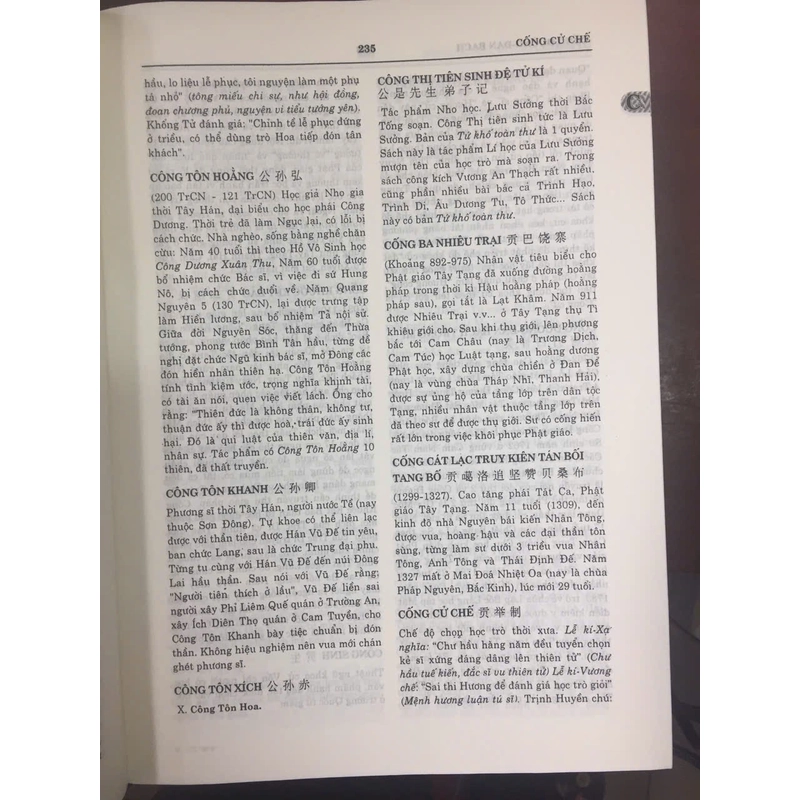 235
CỐNG CỬ CHẾ
hầu, lo liệu lễ phục, tôi nguyện làm một phụ
tá nhỏ" (tông miếu chi sự, như hội đồng,
đoan chương phủ, nguyện vi tiểu tướng yên).
Khổng Tử đánh giá: "Chỉnh tề lễ phục đứng
ở triều, có thể dùng trò Hoa tiếp đón tân
khách".
CÔNG TÔN HOẰNG 公孙弘
(200 TrCN - 121 TrCN) Học giả Nho gia
thời Tây Hán, đại biểu cho học phái Công
Dương. Thời trẻ đã làm Ngục lại, có lỗi bị
cách chức. Nhà nghèo, sống bằng nghề chăn
cừu: Năm 40 tuổi thì theo Hồ Vô Sinh học
Công Dương Xuân Thu, Năm 60 tuổi được
bổ nhiệm chức Bác sĩ, vì việc đi sứ Hung
Nô, bị cách chức đuổi về. Năm Quang
Nguyên 5 (130 TrCN), lại được trưng tập
làm Hiền lương, sau bổ nhiệm Tả nội sử.
Giữa đời Nguyên Sóc, thăng đến Thừa
tướng, phong tước Bình Tân hầu, từng đề
nghị đặt chức Ngũ kinh bác sĩ, mở Đông các
đón hiền nhân thiên hạ. Công Tôn Hoằng
tính tình kiệm ước, trọng nghĩa khinh tài,
có tài ăn nói, quen việc viết lách. Ông cho
rằng: "Thiên đức là không thân, không tư,
thuận đức ấy thì được hoà, trái đức ấy sinh
hại. Đó là qui luật của thiên văn, địa lí,
nhân sự. Tác phẩm có Công Tôn Hoằng 10
thiên, đã thất truyền.
CÔNG TÔN KHANH 公孙卿
Phương sĩ thời Tây Hán, người nước Tề (nay
thuộc Sơn Đông). Tự khoe có thể liên lạc
được với thần tiên, được Hán Vũ Đế tin yêu,
ban chức Lang, sau là chức Trung đại phu.
Từng tu cùng với Hán Vũ Đế đến núi Đông
Lai hầu thần. Sau nói với Vũ Đế rằng:
"Người tiên thích ở lầu", Vũ Đế liền sai
người xây Phỉ Liêm Quế quán ở Trường An,
xây ích Diên Thọ quán ở Cam Tuyền, cho
Công Tôn Khanh bày tiệc chuẩn bị đón
thần. Không hiệu nghiệm nên vua mới chán
ghét phương sĩ.
CÔNG TÔN XÍCH 公孙赤
X. Công Tôn Hoa.
CÔNG THỊ TIÊN SINH ĐỆ TỬ KÍ
公是先生弟子记
Tác phẩm Nho học. Lưu Sưởng thời Bắc
Tống soạn. Công Thị tiên sinh tức là Lưu
Sưởng. Bản của Tứ khố toàn thư là 1 quyển.
Sách này là tác phẩm Lí học của Lưu Sưởng
mượn tên của học trò mà soạn ra. Trong
sách công kích Vương An Thạch rất nhiều,
cũng phần nhiều bài bác cả Trình Hạo,
Trình Di, Âu Dương Tu, Tô Thức... Sách
này có bản Tứ khố toàn thư.
CỐNG BA NHIÊU TRẠI 贡巴饶寨
(Khoảng 892-975) Nhân vật tiêu biểu cho
Phật giáo Tây Tạng đã xuống đường hoằng
pháp trong thời kì Hậu hoằng pháp (hoằng
pháp sau), gọi tắt là Lạt Khâm. Năm 911
được Nhiêu Trại v.v... ở Tây Tạng thụ Tỉ
khiêu giới cho. Sau khi thụ giới, lên phương
bắc tới Cam Châu (nay là Trương Dịch,
Cam Túc) học Luật tạng, sau hoằng dương
Phật học, xây dựng chùa chiền ở Đan Đế
(nay là vùng chùa Tháp Nhĩ, Thanh Hải).
được sự ủng hộ của tầng lớp trên dân tộc
Tạng, nhiều nhân vật thuộc tầng lớp trên
đã theo sư để được thụ giới. Sư có cống hiến
rất lớn trong việc khôi phục Phật giáo.
CỐNG CÁT LẠC TRUY KIÊN TÁN BỐI
TANG BỐ 贡噶洛追坚赞贝桑布
(1299-1327). Cao tăng phái Tát Ca, Phật
giáo Tây Tạng. Năm 11 tuổi (1309), đến
kinh đô nhà Nguyên bái kiến Nhân Tông,
được vua, hoàng hậu và các đại thần tôn
sùng, từng làm sư dưới 3 triều vua Nhân
Tông, Anh Tông và Thái Định Đế. Năm
1327 mất ở Mai Đoá Nhiệt Oa (nay là chùa
Pháp Nguyên, Bắc Kinh), lúc mới 29 tuổi.
CỐNG CỬ CHẾ 贡举制
Chế độ chọn học trò thời xưa. Lễ kí-Xạ
nghĩa: "Chư hầu hàng năm đều tuyển chọn
kẻ sĩ xứng đáng dâng lên thiên tử" (Chư
hầu tuế kiến, đắc sĩ vu thiên tử) Lễ kí-Vương
chế: "Sai thi Hương để đánh giá học trò giỏi"
(Mệnh hương luận tú sĩ). Trịnh Huyền chú: